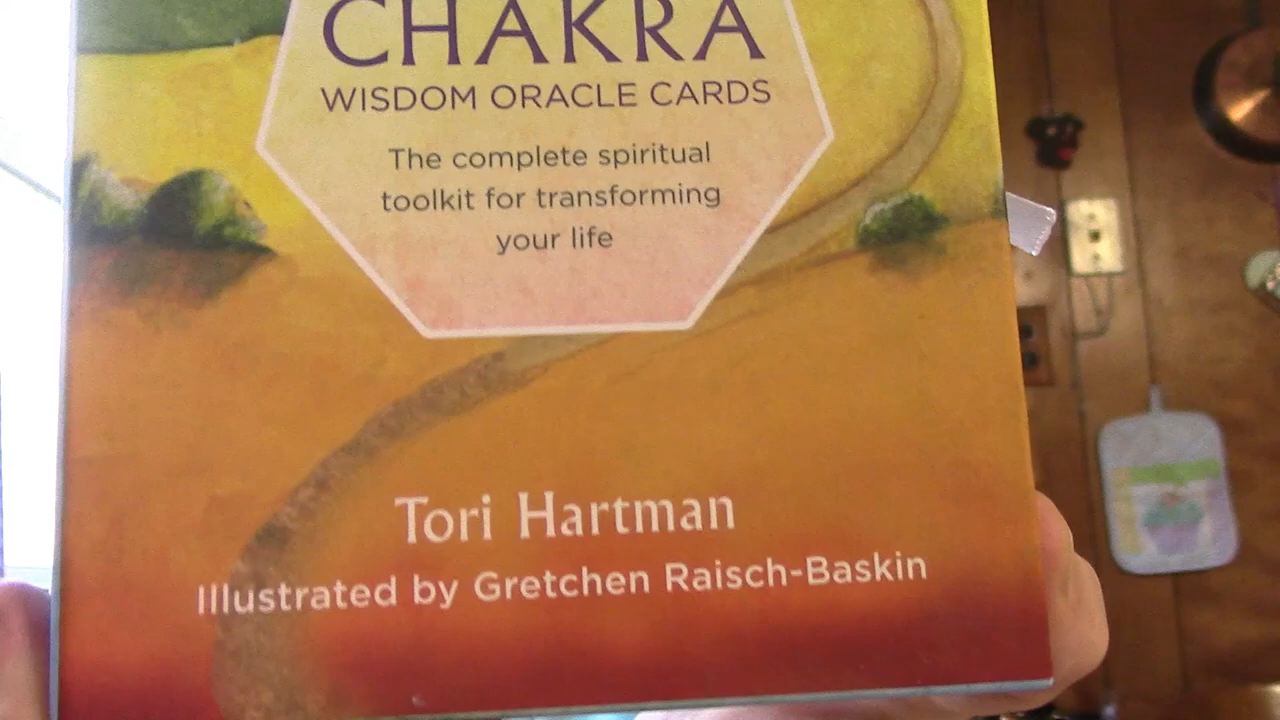 CHAKRA
WISDOM ORACLE CARDS
The complete spiritual
toolkit for transforming
your life
Tori Hartman
Illustrated by Gretchen Raisch-Baskin